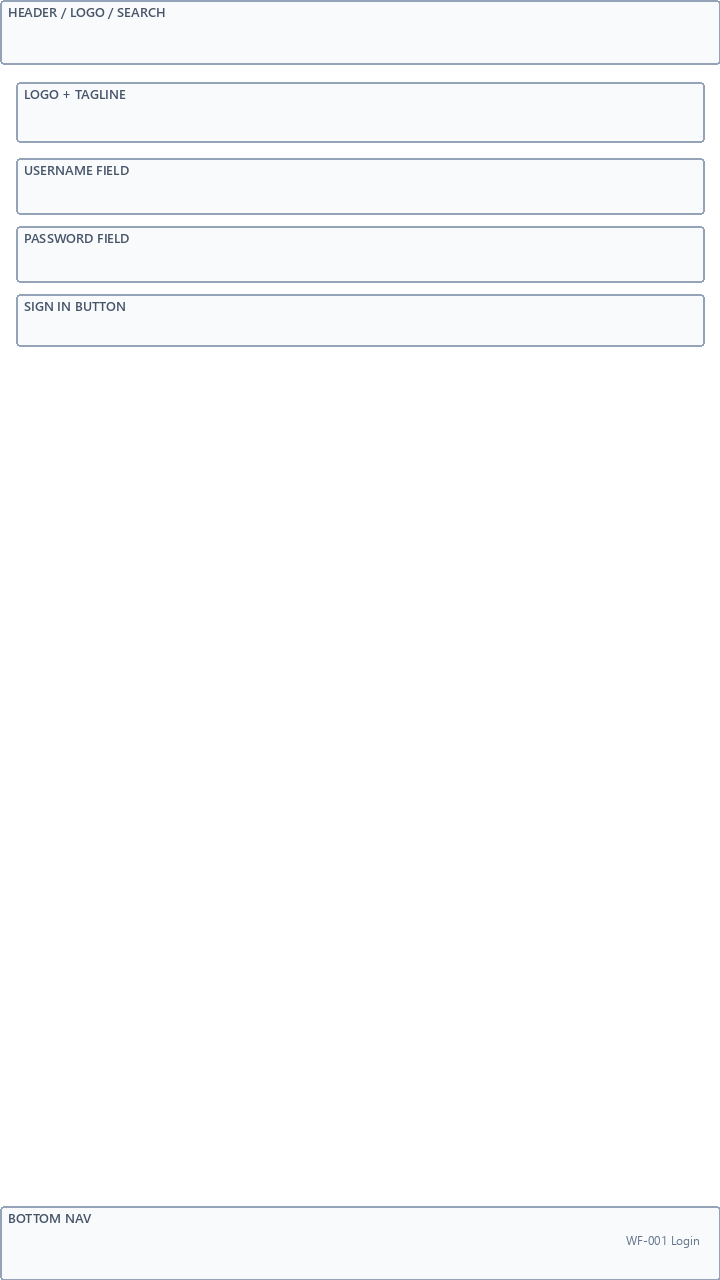 HEADER / LOGO / SEARCH
LOGO + TAGLINE
USERNAME FIELD
PASSWORD FIELD
SIGN IN BUTTON
BOTTOM NAV
WF-001 Login